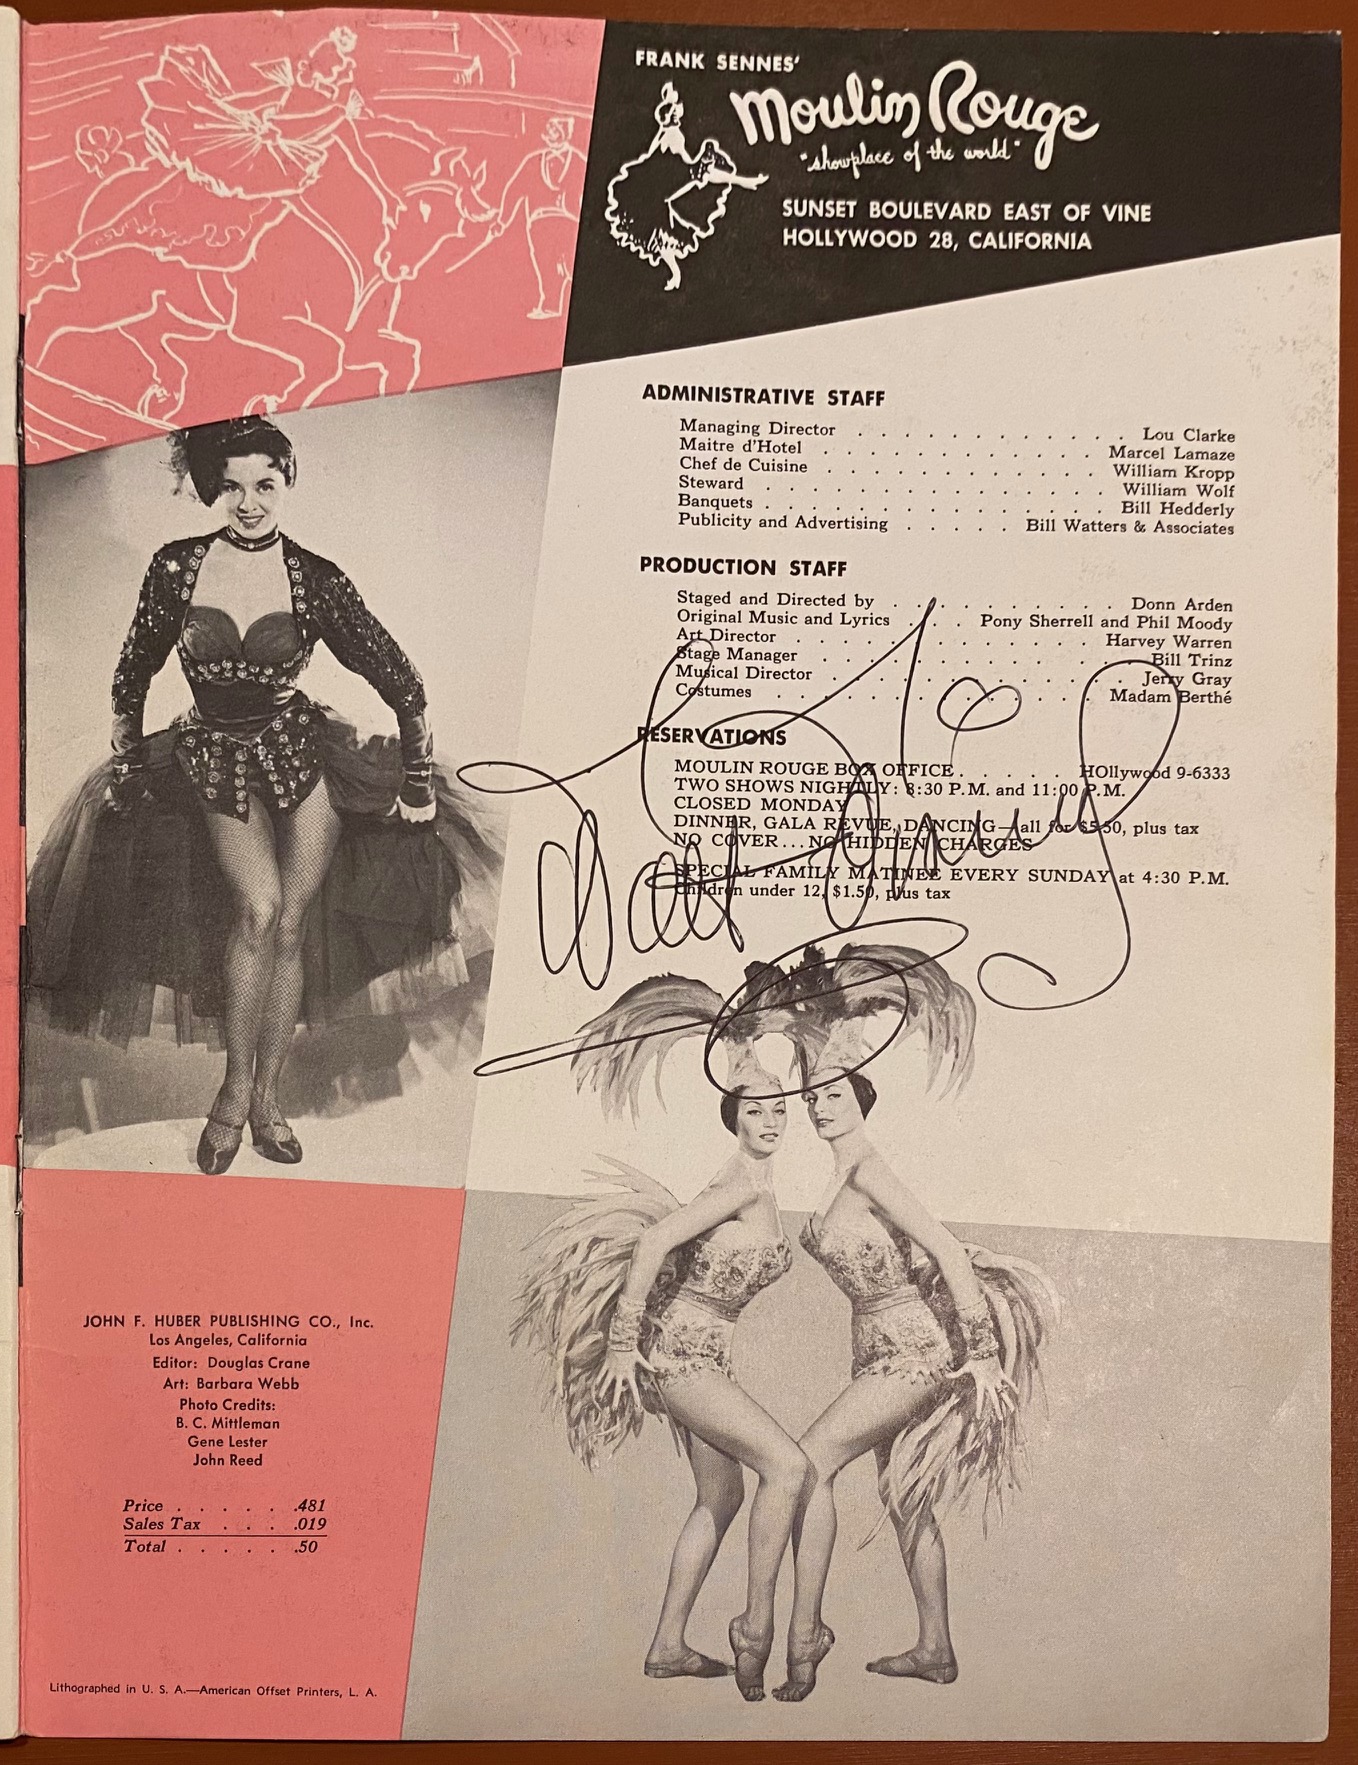 FRANK SENNES'
Moulin Rouge
"showplace of the world"
SUNSET BOULEVARD EAST OF VINE
HOLLYWOOD 28, CALIFORNIA
ADMINISTRATIVE STAFF
Managing Director . . . . . . . . . . . . Lou Clarke
Maitre d'Hotel . . . . . . . . . . . . . Marcel Lamaze
Chef de Cuisine . . . . . . . . . . . . . William Kropp
Steward . . . . . . . . . . . . . . . . William Wolf
Banquets . . . . . . . . . . . . . . . . Bill Hedderly
Publicity and Advertising . . . . . Bill Watters & Associates
PRODUCTION STAFF
Staged and Directed by . . . . . . . . . . Donn Arden
Original Music and Lyrics . . . Pony Sherrell and Phil Moody
Art Director . . . . . . . . . . . . . Harvey Warren
Stage Manager . . . . . . . . . . . . . Bill Trinz
Musical Director . . . . . . . . . . . . . Jerry Gray
Costumes . . . . . . . . . . . . . . Madam Berthé
RESERVATIONS
MOULIN ROUGE BOX OFFICE . . . . . HOllywood 9-6333
TWO SHOWS NIGHTLY: 8:30 P.M. and 11:00 P.M.
CLOSED MONDAY
DINNER, GALA REVUE, DANCING—all for $5.50, plus tax
NO COVER...NO HIDDEN CHARGES
SPECIAL FAMILY MATINEE EVERY SUNDAY at 4:30 P.M.
Children under 12, $1.50, plus tax
Walt Disney
JOHN F. HUBER PUBLISHING CO., Inc.
Los Angeles, California
Editor: Douglas Crane
Art: Barbara Webb
Photo Credits:
B. C. Mittleman
Gene Lester
John Reed
Price . . . . . .481
Sales Tax . . . .019
Total . . . . . .50
Lithographed in U. S. A.—American Offset Printers, L. A.